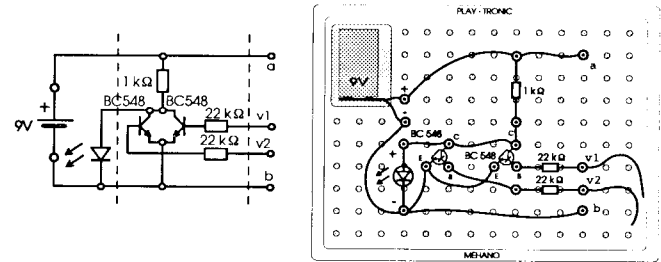 a
1 kΩ
BC548 BC548
+
9V
22 kΩ v1
22 kΩ v2
b
PLAY - TRONIC
9V
+
-
a
1 kΩ
BC 548
C
C
+
E
B
BC 548
E
B
22 kΩ v1
v2
22 kΩ
-
b
MEHANO